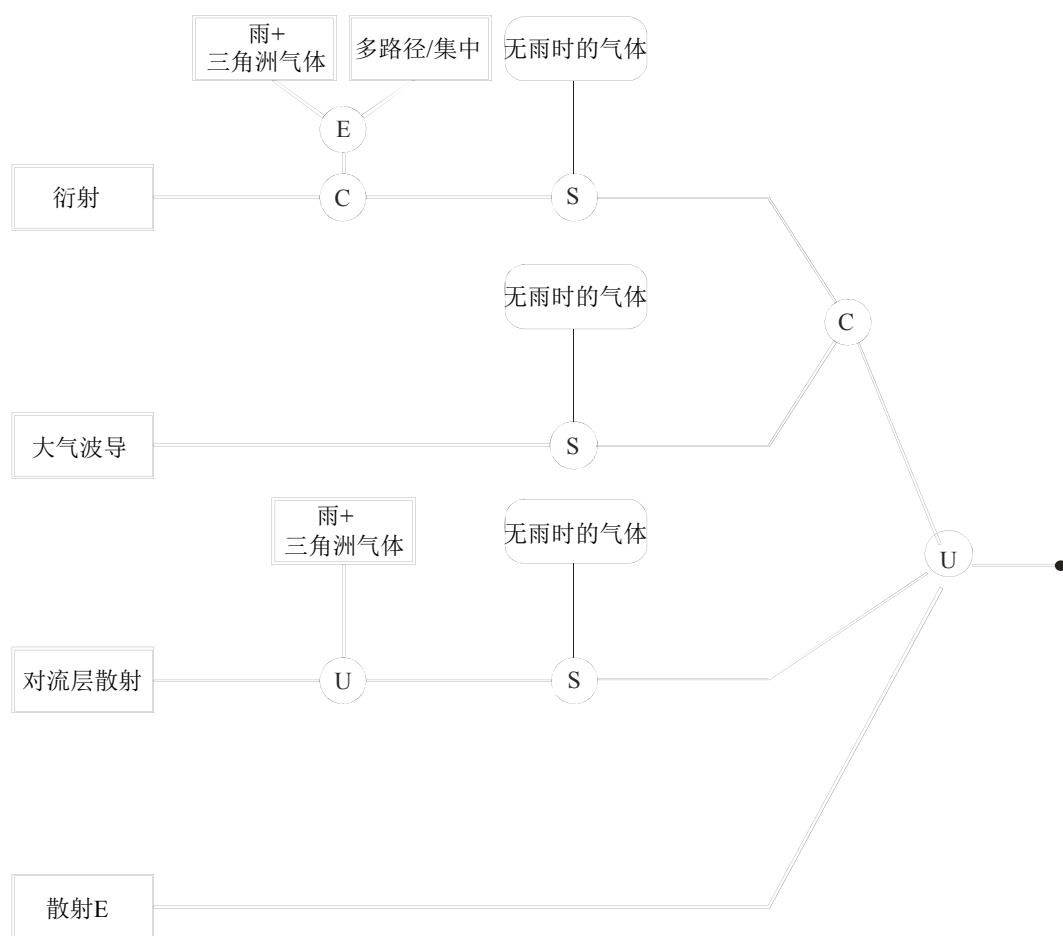 雨+
三角洲气体
多路径/集中
无雨时的气体
E
衍射
C
S
无雨时的气体
C
大气波导
S
雨+
三角洲气体
无雨时的气体
U
对流层散射
U
S
散射E